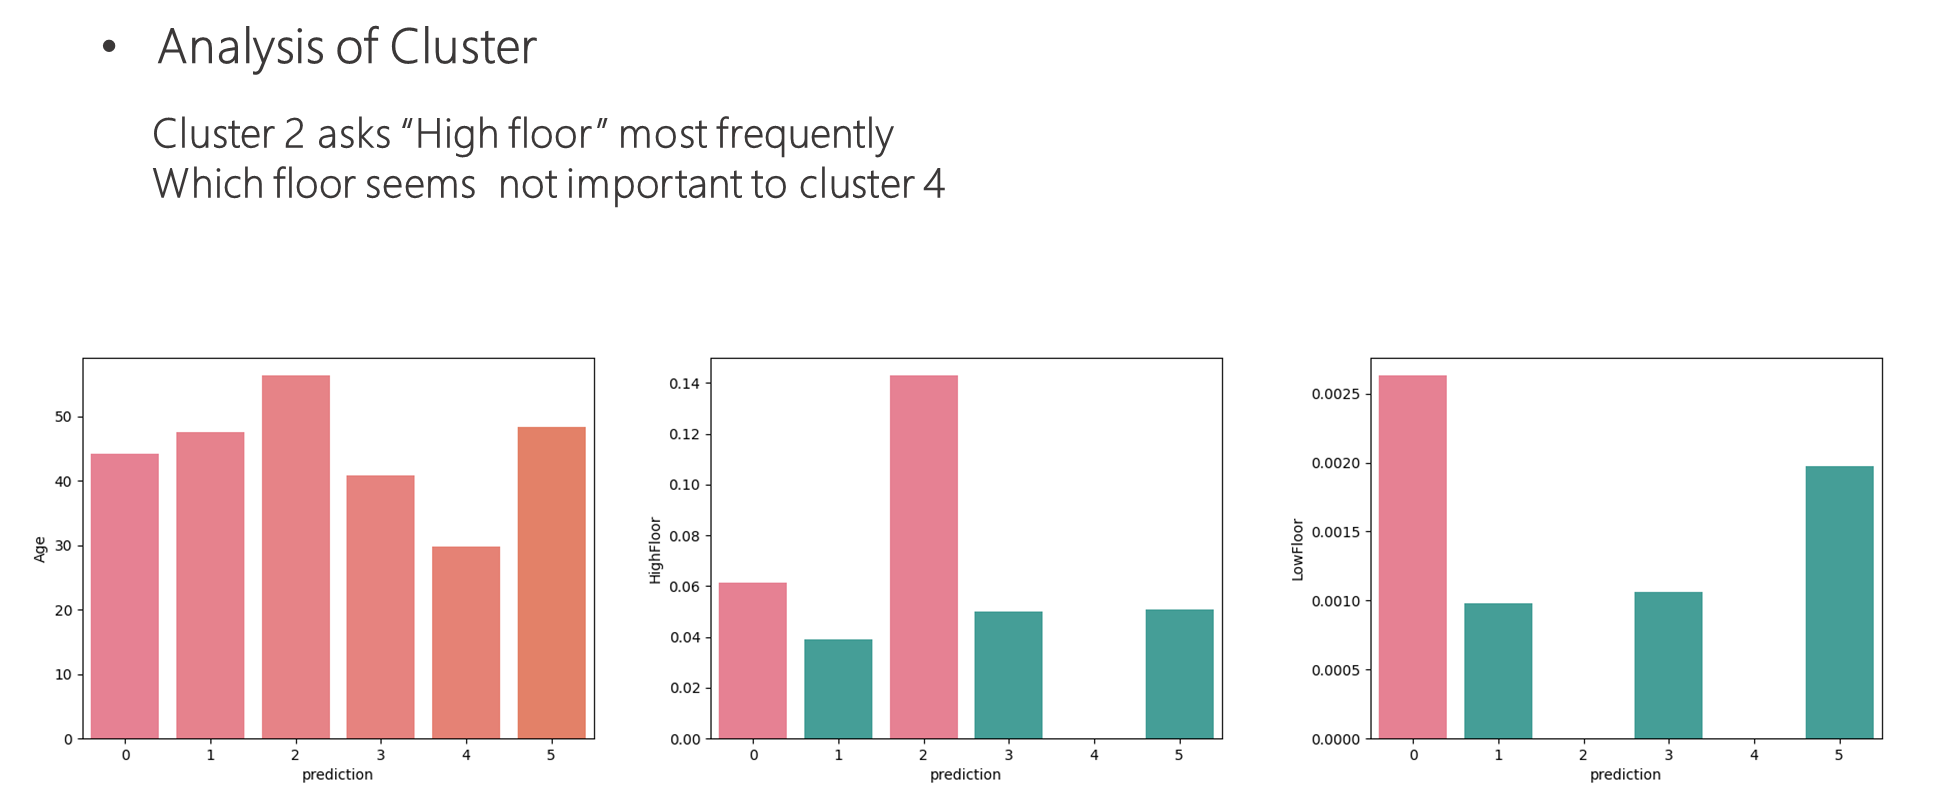 • Analysis of Cluster
Cluster 2 asks “High floor” most frequently
Which floor seems  not important to cluster 4
50
40
30
20
10
0
Age
0 1 2 3 4 5
prediction
0.14
0.12
0.10
0.08
0.06
0.04
0.02
0.00
HighFloor
0 1 2 3 4 5
prediction
0.0025
0.0020
0.0015
0.0010
0.0005
0.0000
LowFloor
0 1 2 3 4 5
prediction